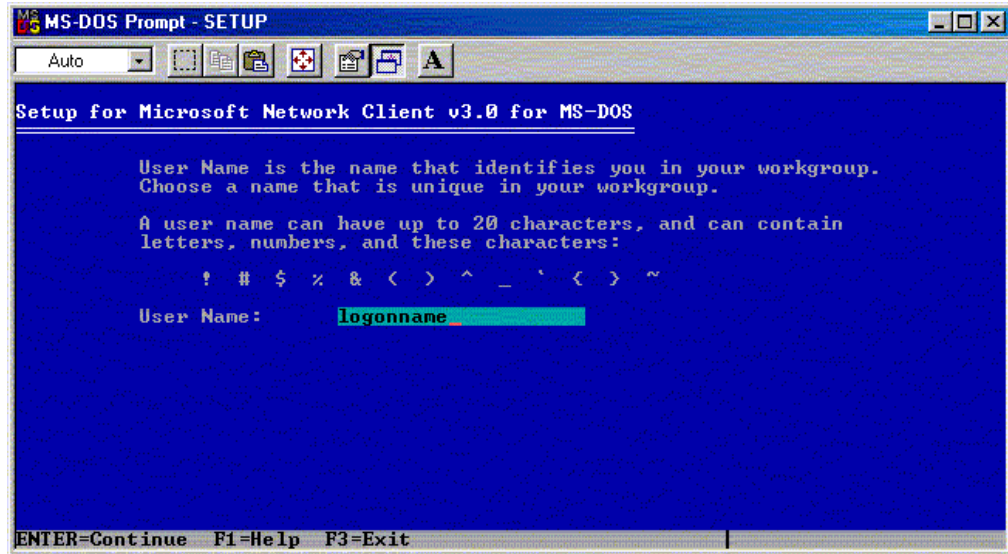 MS-DOS Prompt - SETUP
Auto
A
Setup for Microsoft Network Client v3.0 for MS-DOS
User Name is the name that identifies you in your workgroup.
Choose a name that is unique in your workgroup.
A user name can have up to 20 characters, and can contain
letters, numbers, and these characters:
! # $ % & ( ) ^ _ ` { } ~
User Name: logonname_
ENTER=Continue F1=Help F3=Exit